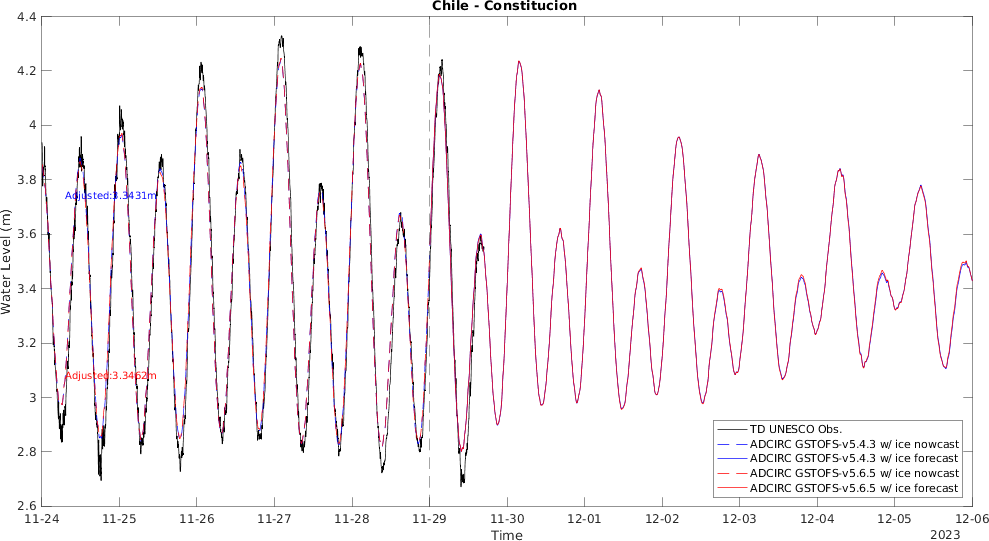 Chile - Constitucion
Water Level (m)
4.4
4.2
4
3.8
3.6
3.4
3.2
3
2.8
2.6
Adjusted:3.3431m
Adjusted:3.3462m
TD UNESCO Obs.
ADCIRC GSTOFS-v5.4.3 w/ ice nowcast
ADCIRC GSTOFS-v5.4.3 w/ ice forecast
ADCIRC GSTOFS-v5.6.5 w/ ice nowcast
ADCIRC GSTOFS-v5.6.5 w/ ice forecast
11-24 11-25 11-26 11-27 11-28 11-29 11-30 12-01 12-02 12-03 12-04 12-05 12-06
Time
2023